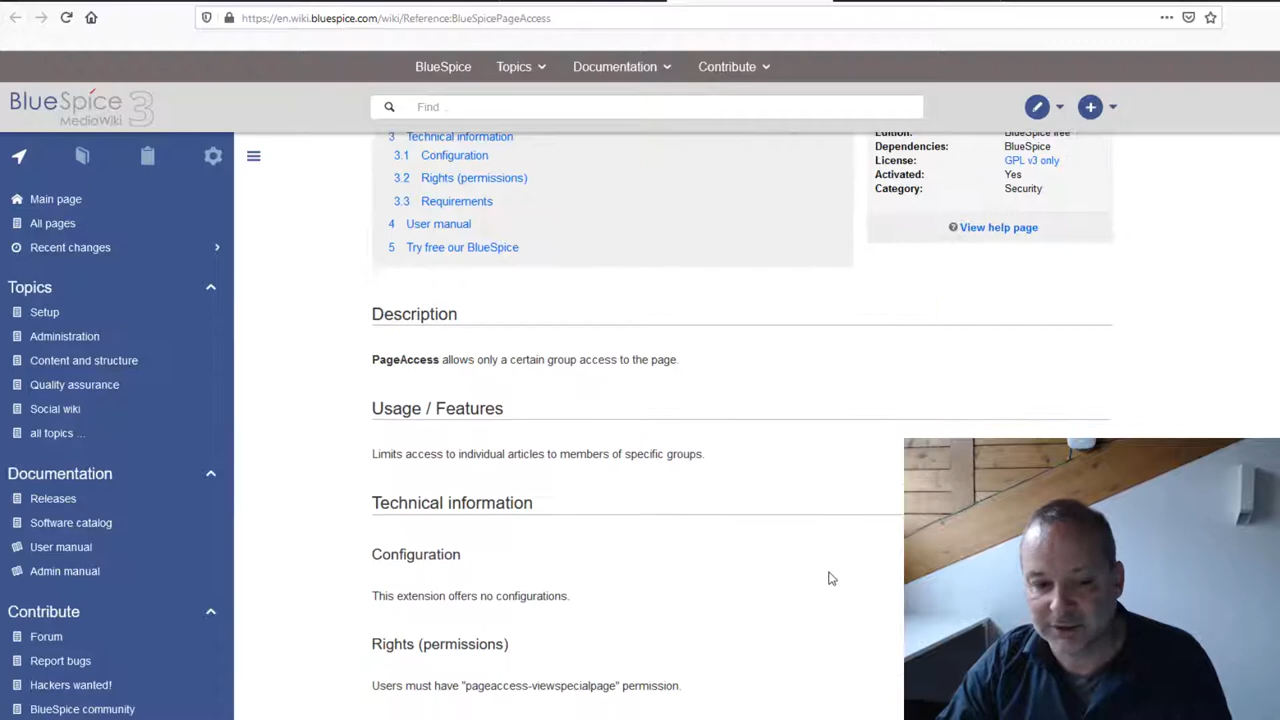 https://en.wiki.bluespice.com/wiki/Reference:BlueSpicePageAccess
BlueSpice
Topics
Documentation
Contribute
BlueSpice 3
MediaWiki
Find .
Main page
All pages
Recent changes
Topics
Setup
Administration
Content and structure
Quality assurance
Social wiki
all topics ...
Documentation
Releases
Software catalog
User manual
Admin manual
Contribute
Forum
Report bugs
Hackers wanted!
BlueSpice community
3 Technical information
3.1 Configuration
3.2 Rights (permissions)
3.3 Requirements
4 User manual
5 Try free our BlueSpice
Edition: BlueSpice free
Dependencies: BlueSpice
License: GPL v3 only
Activated: Yes
Category: Security
View help page
Description
PageAccess allows only a certain group access to the page.
Usage / Features
Limits access to individual articles to members of specific groups.
Technical information
Configuration
This extension offers no configurations.
Rights (permissions)
Users must have "pageaccess-viewspecialpage" permission.